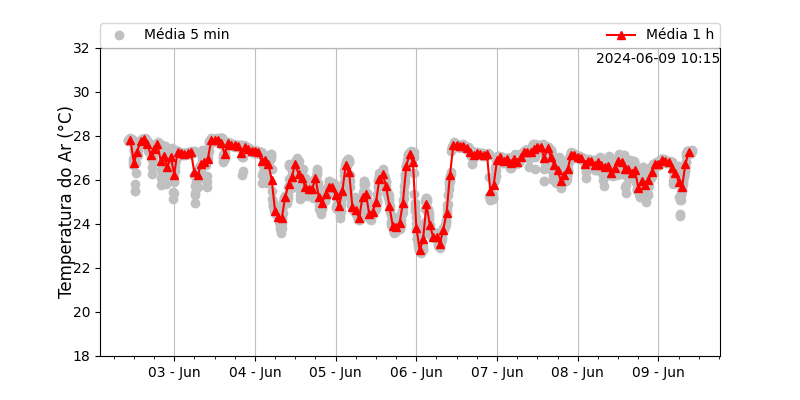 Média 5 min
Média 1 h
2024-06-09 10:15
Temperatura do Ar (°C)
32
30
28
26
24
22
20
18
03 - Jun
04 - Jun
05 - Jun
06 - Jun
07 - Jun
08 - Jun
09 - Jun